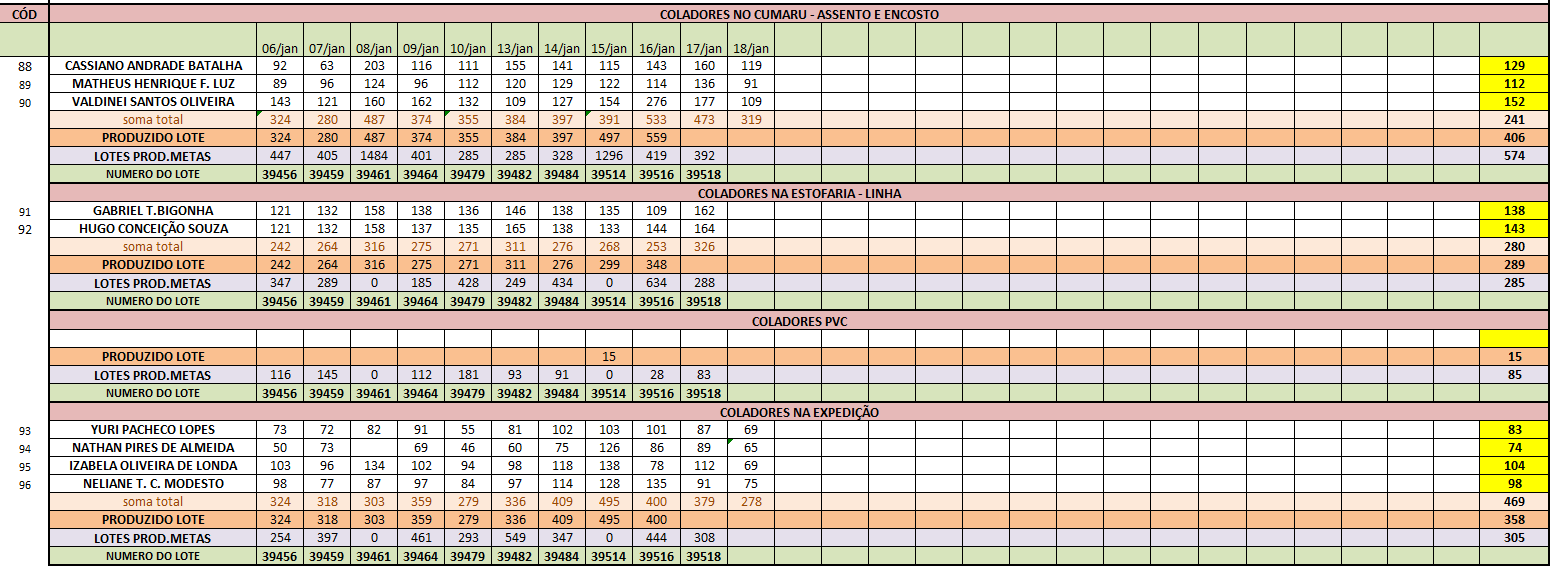 CÓD COLADORES NO CUMARU - ASSENTO E ENCOSTO
06/jan 07/jan 08/jan 09/jan 10/jan 13/jan 14/jan 15/jan 16/jan 17/jan 18/jan
88 CASSIANO ANDRADE BATALHA 92 63 203 116 111 155 141 115 143 160 119 129
89 MATHEUS HENRIQUE F. LUZ 89 96 124 96 112 120 129 122 114 136 91 112
90 VALDINEI SANTOS OLIVEIRA 143 121 160 162 132 109 127 154 276 177 109 152
soma total 324 280 487 374 355 384 397 391 533 473 319 241
PRODUZIDO LOTE 324 280 487 374 355 384 397 497 559 406
LOTES PROD.METAS 447 405 1484 401 285 285 328 1296 419 392 574
NUMERO DO LOTE 39456 39459 39461 39464 39479 39482 39484 39514 39516 39518
COLADORES NA ESTOFARIA - LINHA
91 GABRIEL T.BIGONHA 121 132 158 138 136 146 138 135 109 162 138
92 HUGO CONCEIÇÃO SOUZA 121 132 158 137 135 165 138 133 144 164 143
soma total 242 264 316 275 271 311 276 268 253 326 280
PRODUZIDO LOTE 242 264 316 275 271 311 276 299 348 289
LOTES PROD.METAS 347 289 0 185 428 249 434 0 634 288 285
NUMERO DO LOTE 39456 39459 39461 39464 39479 39482 39484 39514 39516 39518
COLADORES PVC
PRODUZIDO LOTE 15 15
LOTES PROD.METAS 116 145 0 112 181 93 91 0 28 83 85
NUMERO DO LOTE 39456 39459 39461 39464 39479 39482 39484 39514 39516 39518
COLADORES NA EXPEDIÇÃO
93 YURI PACHECO LOPES 73 72 82 91 55 81 102 103 101 87 69 83
94 NATHAN PIRES DE ALMEIDA 50 73 69 46 60 75 126 86 89 65 74
95 IZABELA OLIVEIRA DE LONDA 103 96 134 102 94 98 118 138 78 112 69 104
96 NELIANE T. C. MODESTO 98 77 87 97 84 97 114 128 135 91 75 98
soma total 324 318 303 359 279 336 409 495 400 379 278 469
PRODUZIDO LOTE 324 318 303 359 279 336 409 495 400 358
LOTES PROD.METAS 254 397 0 461 293 549 347 0 444 308 305
NUMERO DO LOTE 39456 39459 39461 39464 39479 39482 39484 39514 39516 39518